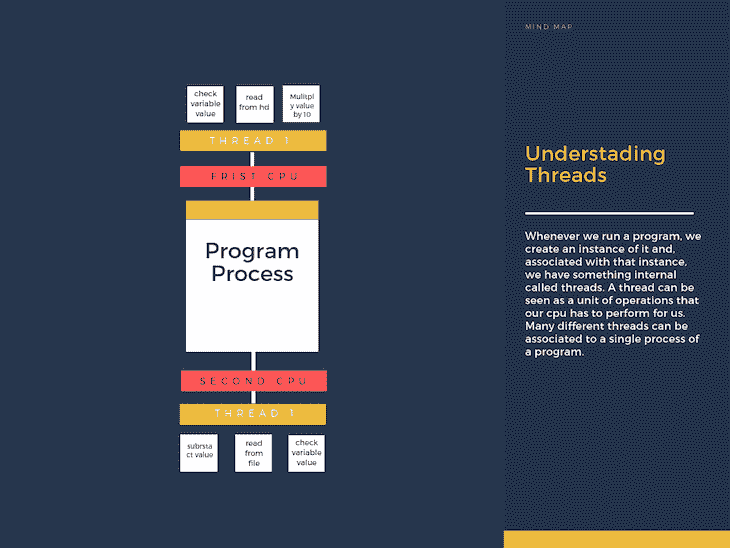 MIND MAP
check
variable
value
read
from hd
Mulitpl
y value
by 10
THREAD 1
FRIST CPU
Program
Process
SECOND CPU
THREAD 1
subrsta
ct value
read
from
file
check
variable
value
Understading
Threads
Whenever we run a program, we
create an instance of it and,
associated with that instance,
we have something internal
called threads. A thread can be
seen as a unit of operations that
our cpu has to perform for us.
Many different threads can be
associated to a single process of
a program.